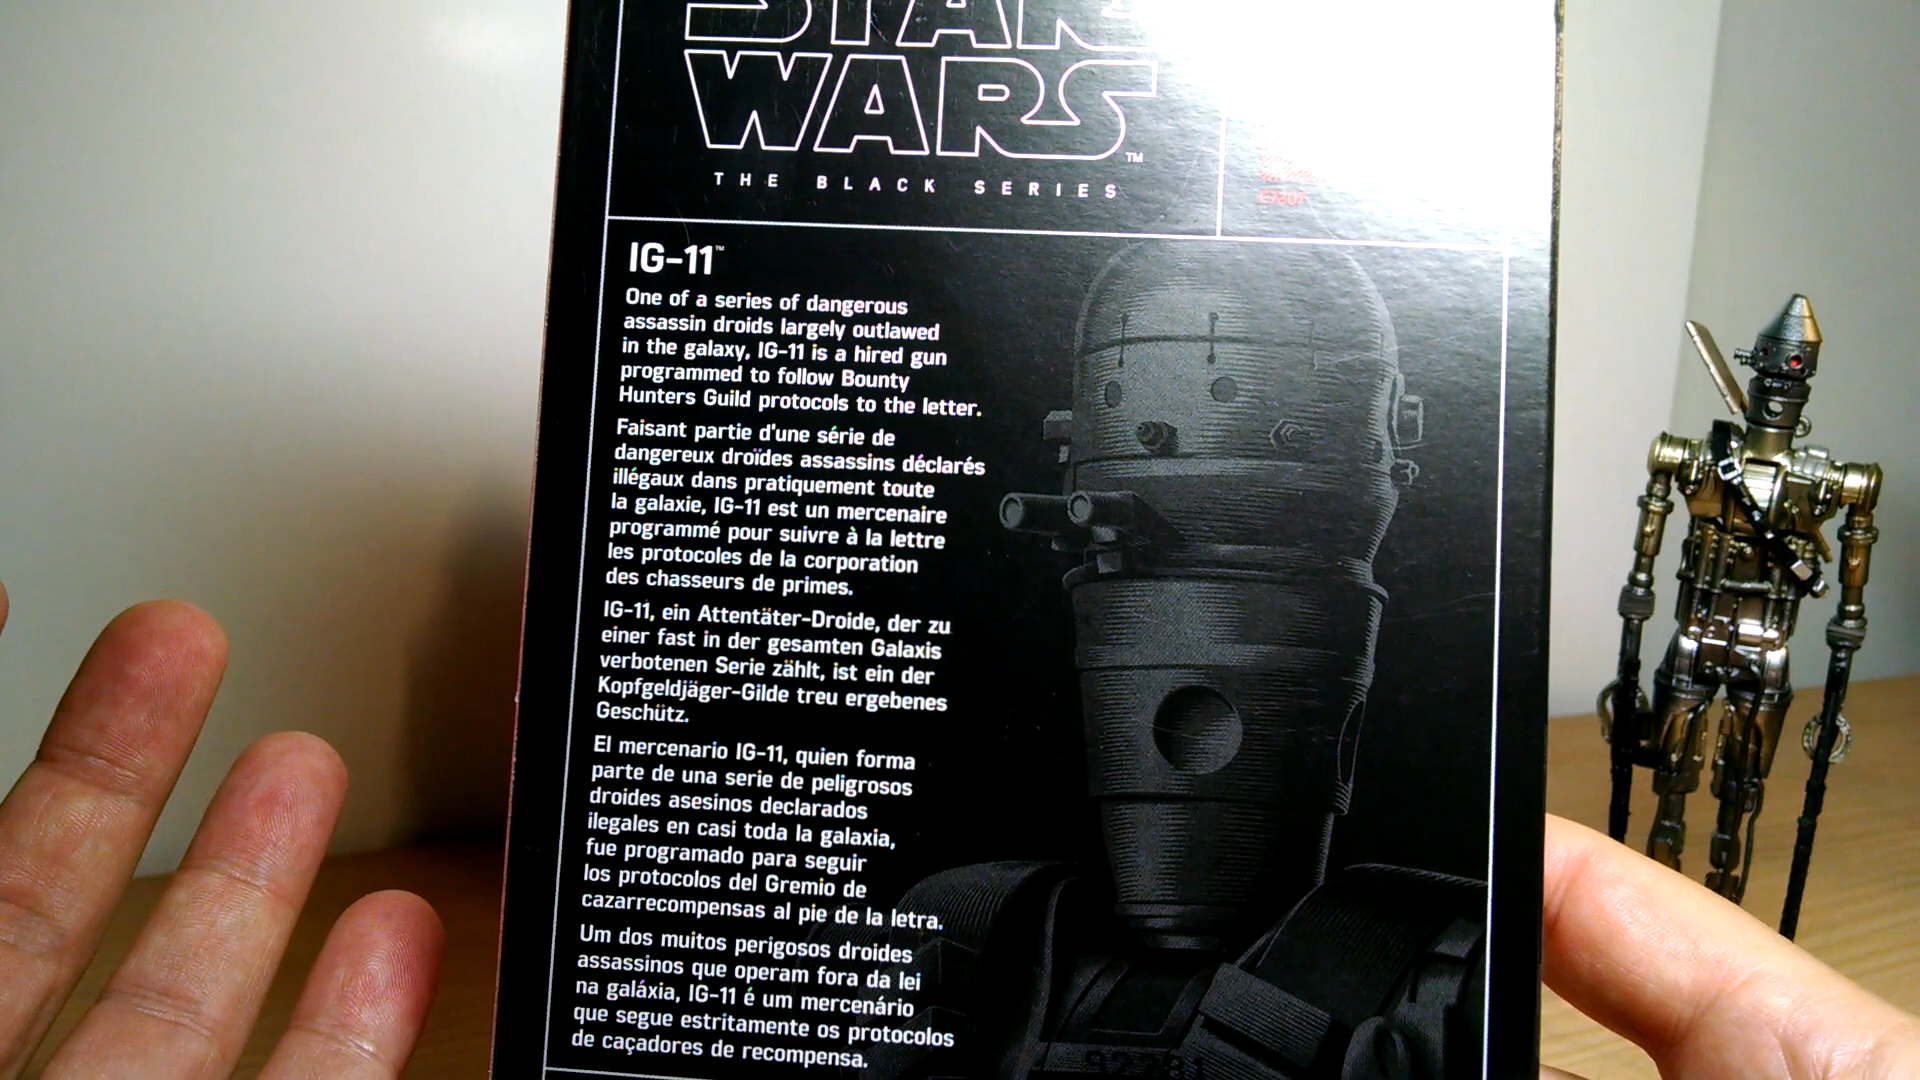 STAR
WARS™
THE BLACK SERIES
E7207
IG-11™
One of a series of dangerous
assassin droids largely outlawed
in the galaxy, IG-11 is a hired gun
programmed to follow Bounty
Hunters Guild protocols to the letter.
Faisant partie d'une série de
dangereux droïdes assassins déclarés
illégaux dans pratiquement toute
la galaxie, IG-11 est un mercenaire
programmé pour suivre à la lettre
les protocoles de la corporation
des chasseurs de primes.
IG-11, ein Attentäter-Droide, der zu
einer fast in der gesamten Galaxis
verbotenen Serie zählt, ist ein der
Kopfgeldjäger-Gilde treu ergebenes
Geschütz.
El mercenario IG-11, quien forma
parte de una serie de peligrosos
droides asesinos declarados
ilegales en casi toda la galaxia,
fue programado para seguir
los protocolos del Gremio de
cazarrecompensas al pie de la letra.
Um dos muitos perigosos droides
assassinos que operam fora da lei
na galáxia, IG-11 é um mercenário
que segue estritamente os protocolos
de caçadores de recompensa.